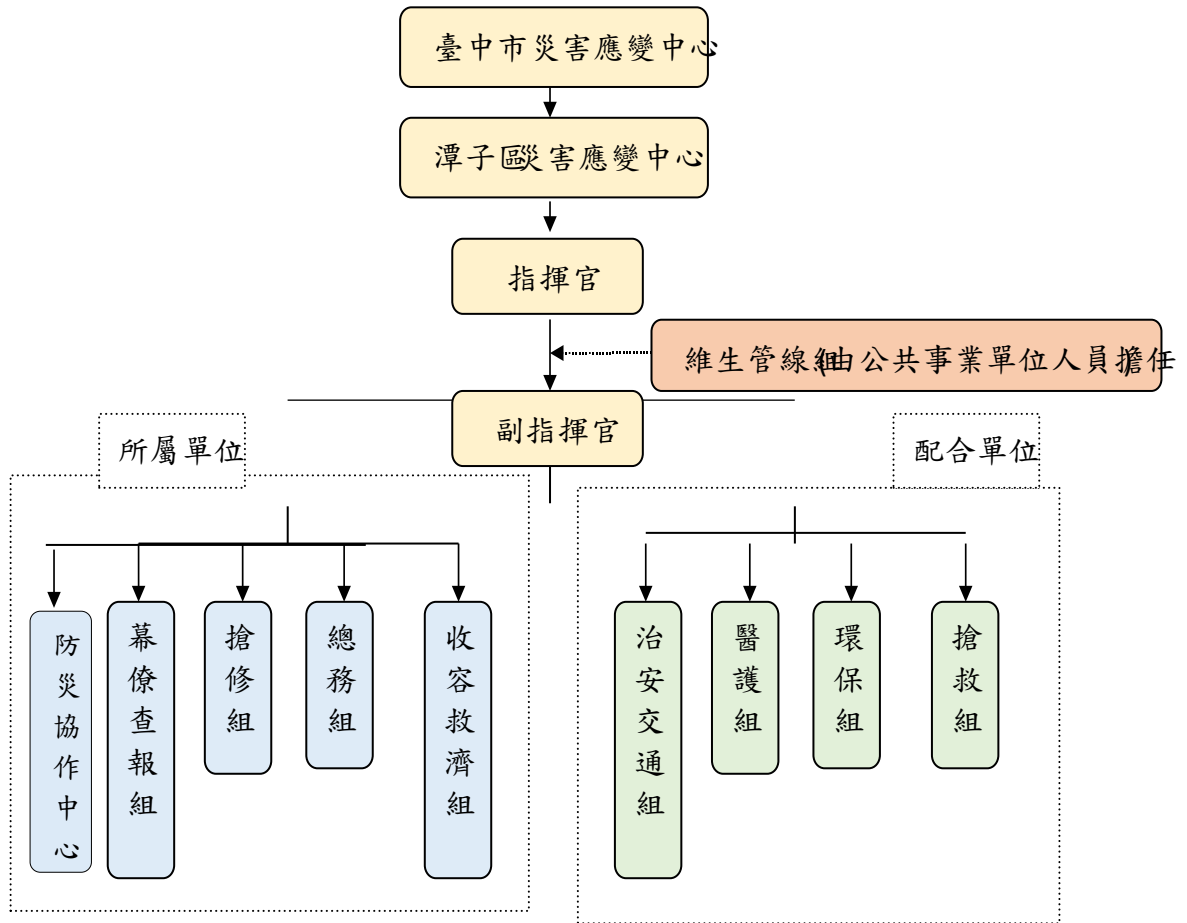 臺中市災害應變中心
潭子區災害應變中心
指揮官
維生管線組(由公共事業單位人員擔任)
副指揮官
所屬單位
配合單位
防災協作中心
幕僚查報組
搶修組
總務組
收容救濟組
治安交通組
醫護組
環保組
搶救組